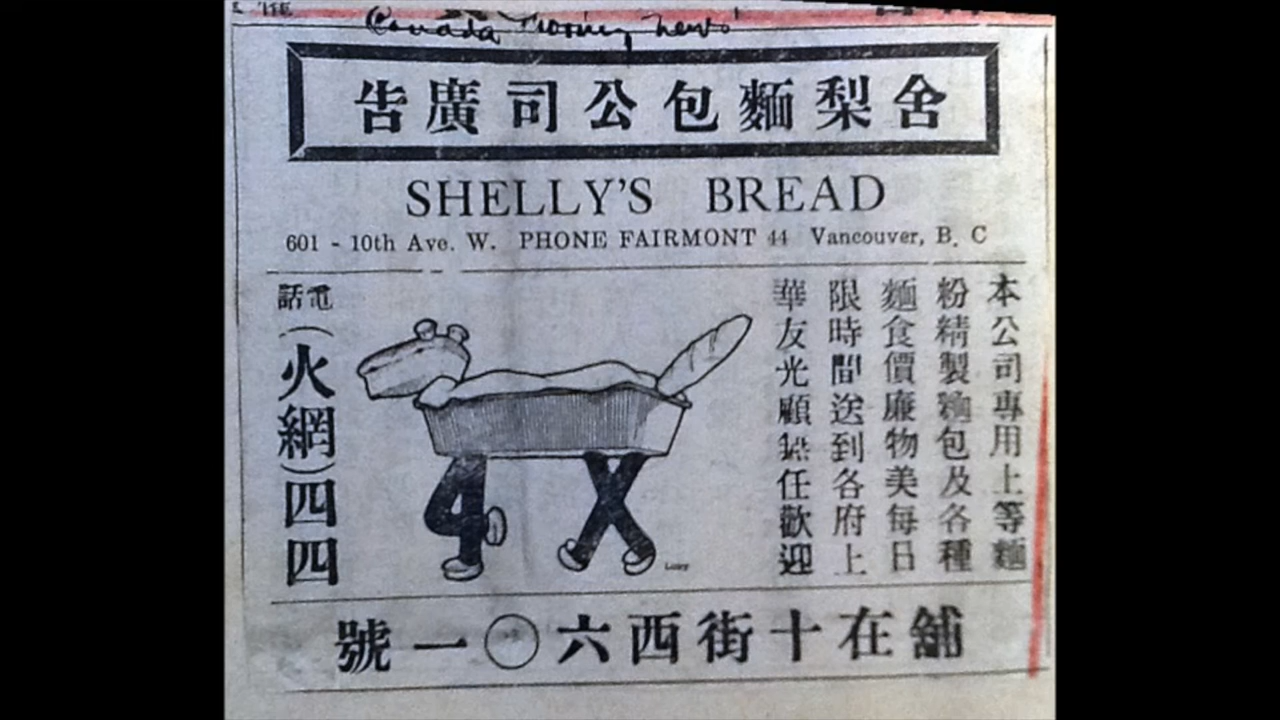 Canada Morning News
舍梨麵包公司廣告
SHELLY'S BREAD
601 - 10th Ave. W. PHONE FAIRMONT 44 Vancouver, B. C
本公司專用上等麵
粉精製麵包及各種
麵食價廉物美每日
限時間送到各府上
華友光顧無任歡迎
4X
電話(火網)四四
舖在十街西六〇一號